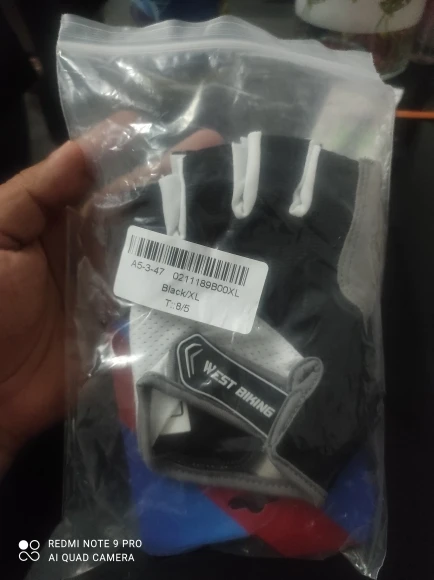 A5-3-47 0211189B00XL
Black/XL
T: 8/5
WEST BIKING
REDMI NOTE 9 PRO
AI QUAD CAMERA